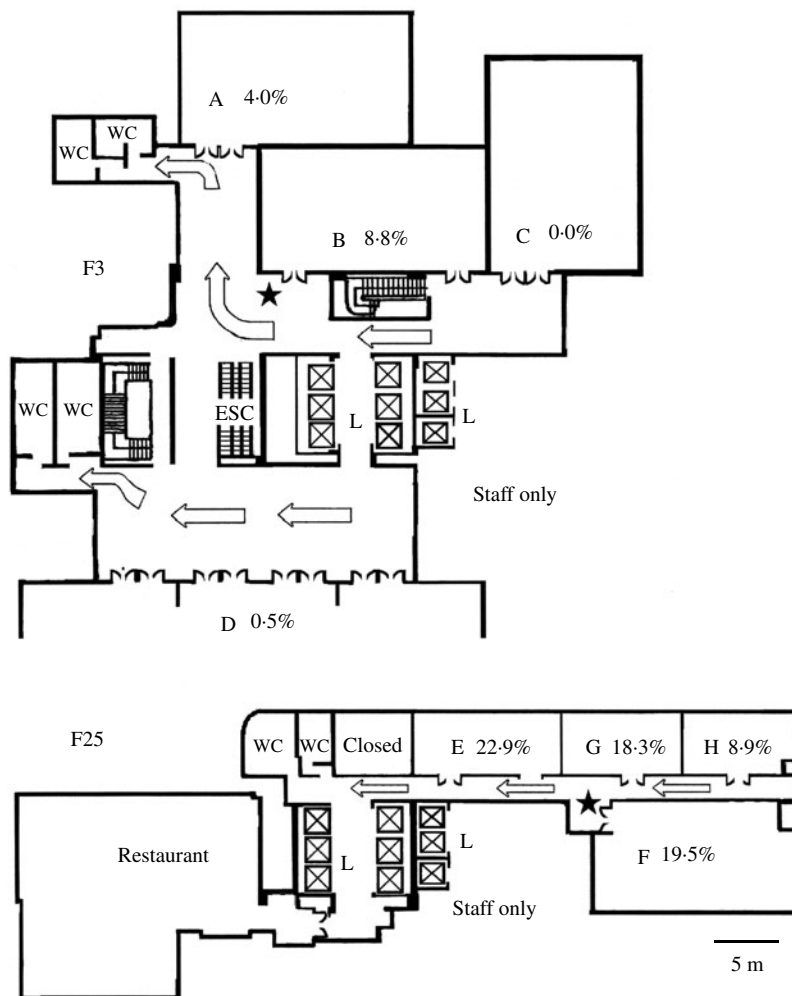 A 4·0%
WC
WC
B 8·8%
C 0·0%
F3
WC
WC
ESC
L
L
Staff only
D 0·5%
F25
WC
WC
Closed
E 22·9%
G 18·3%
H 8·9%
Restaurant
L
L
F 19·5%
Staff only
5 m